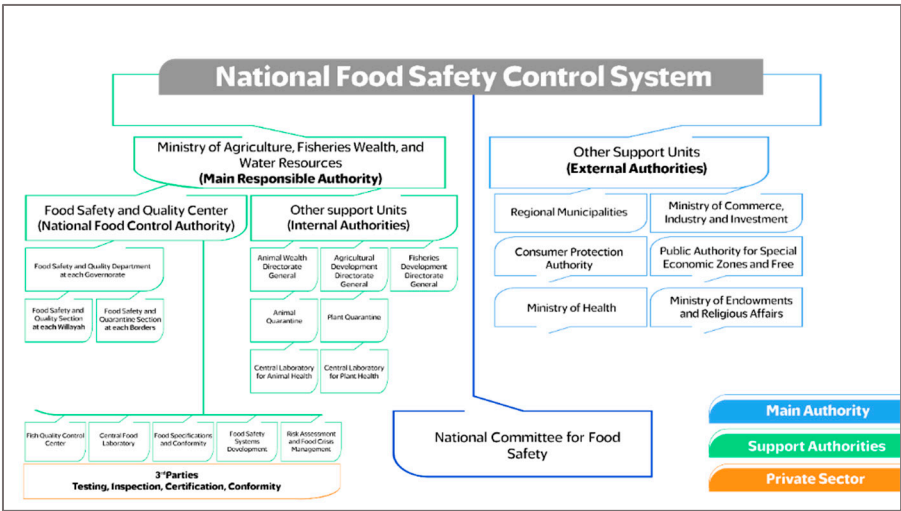 National Food Safety Control System
Ministry of Agriculture, Fisheries Wealth, and
Water Resources
(Main Responsible Authority)
Other Support Units
(External Authorities)
Food Safety and Quality Center
(National Food Control Authority)
Other support Units
(Internal Authorities)
Regional Municipalities
Ministry of Commerce,
Industry and Investment
Consumer Protection
Authority
Public Authority for Special
Economic Zones and Free
Ministry of Health
Ministry of Endowments
and Religious Affairs
Food Safety and Quality Department
at each Governorate
Food Safety and
Quality Section
at each Willayah
Food Safety and
Quarantine Section
at each Borders
Animal Wealth
Directorate
General
Agricultural
Development
Directorate
General
Fisheries
Development
Directorate
General
Animal
Quarantine
Plant Quarantine
Central Laboratory
for Animal Health
Central Laboratory
for Plant Health
Fish Quality Control
Center
Central Food
Laboratory
Food Specifications
and Conformity
Food Safety
Systems
Development
Risk Assessment
and Food Crisis
Management
3rd Parties
Testing, Inspection, Certification, Conformity
National Committee for Food
Safety
Main Authority
Support Authorities
Private Sector